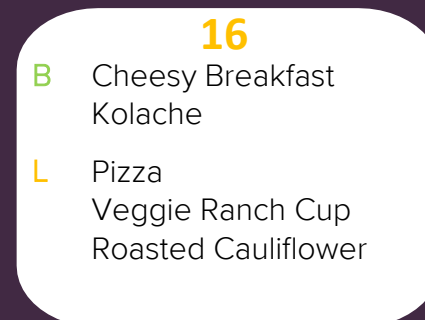 16
B Cheesy Breakfast
Kolache
L Pizza
Veggie Ranch Cup
Roasted Cauliflower